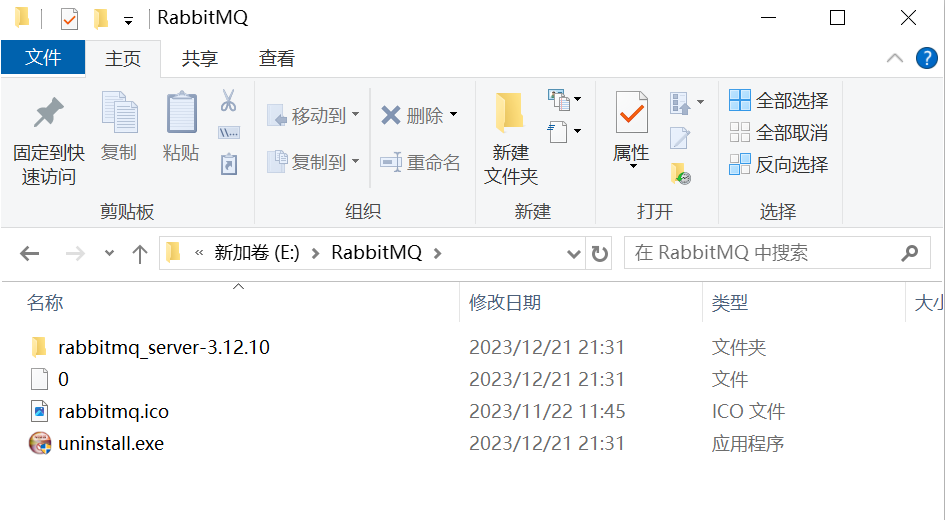 RabbitMQ
文件 主页 共享 查看
固定到快速访问
复制
粘贴
移动到
复制到
删除
重命名
新建
文件夹
属性
全部选择
全部取消
反向选择
剪贴板 组织 新建 打开 选择
« 新加卷 (E:) > RabbitMQ >
在 RabbitMQ 中搜索
名称 修改日期 类型 大小
rabbitmq_server-3.12.10 2023/12/21 21:31 文件夹
0 2023/12/21 21:31 文件
rabbitmq.ico 2023/11/22 11:45 ICO 文件
uninstall.exe 2023/12/21 21:31 应用程序